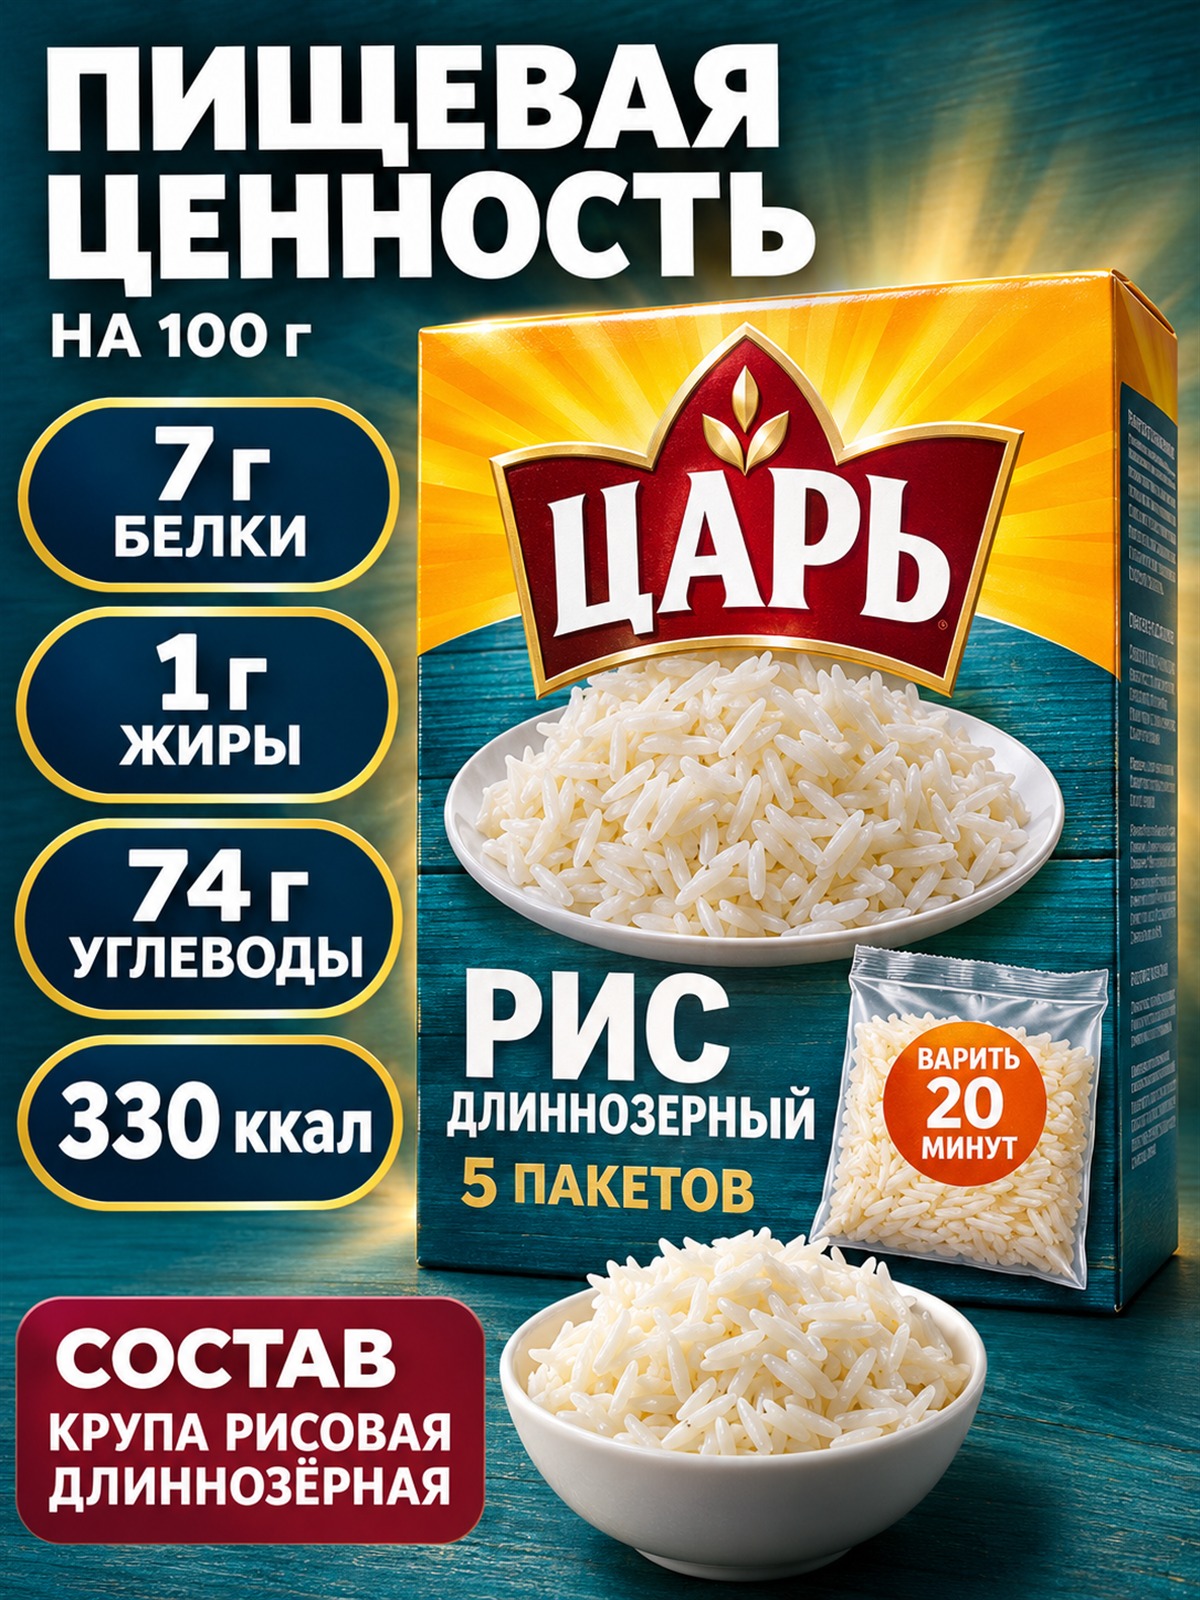 ПИЩЕВАЯ
ЦЕННОСТЬ
НА 100 г
7 г
БЕЛКИ
1 г
ЖИРЫ
74 г
УГЛЕВОДЫ
330 ккал
СОСТАВ
КРУПА РИСОВАЯ
ДЛИННОЗЁРНАЯ
ЦАРЬ
РИС
ДЛИННОЗЕРНЫЙ
5 ПАКЕТОВ
ВАРИТЬ
20
МИНУТ